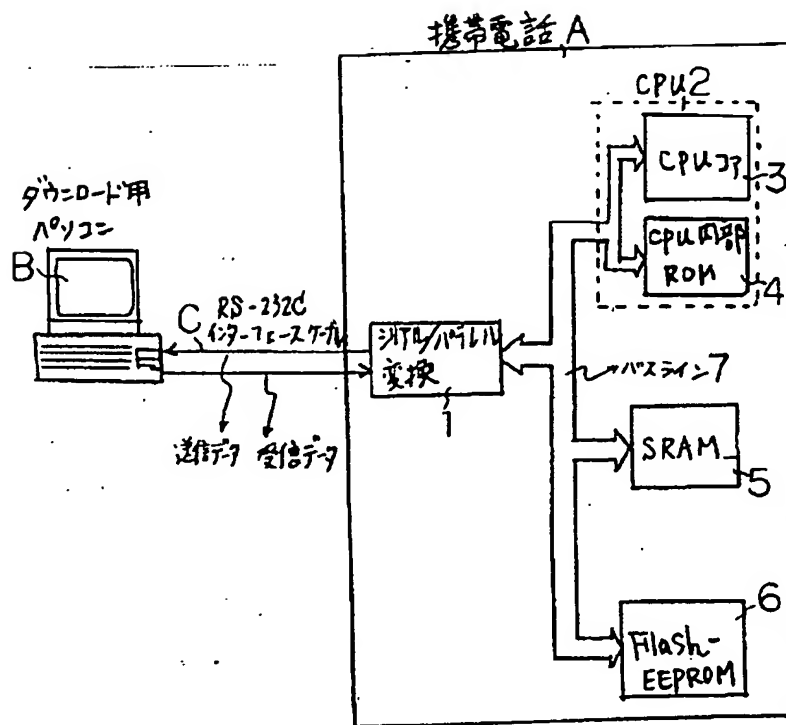 携帯電話 A
CPU 2
CPUコア
3
CPU内部
ROM
4
ダウンロード用
パソコン
B
C
RS-232C
インターフェースケーブル
シリアル/パラレル
変換
1
バスライン 7
送信データ
受信データ
SRAM
5
6
Flash-
EEPROM